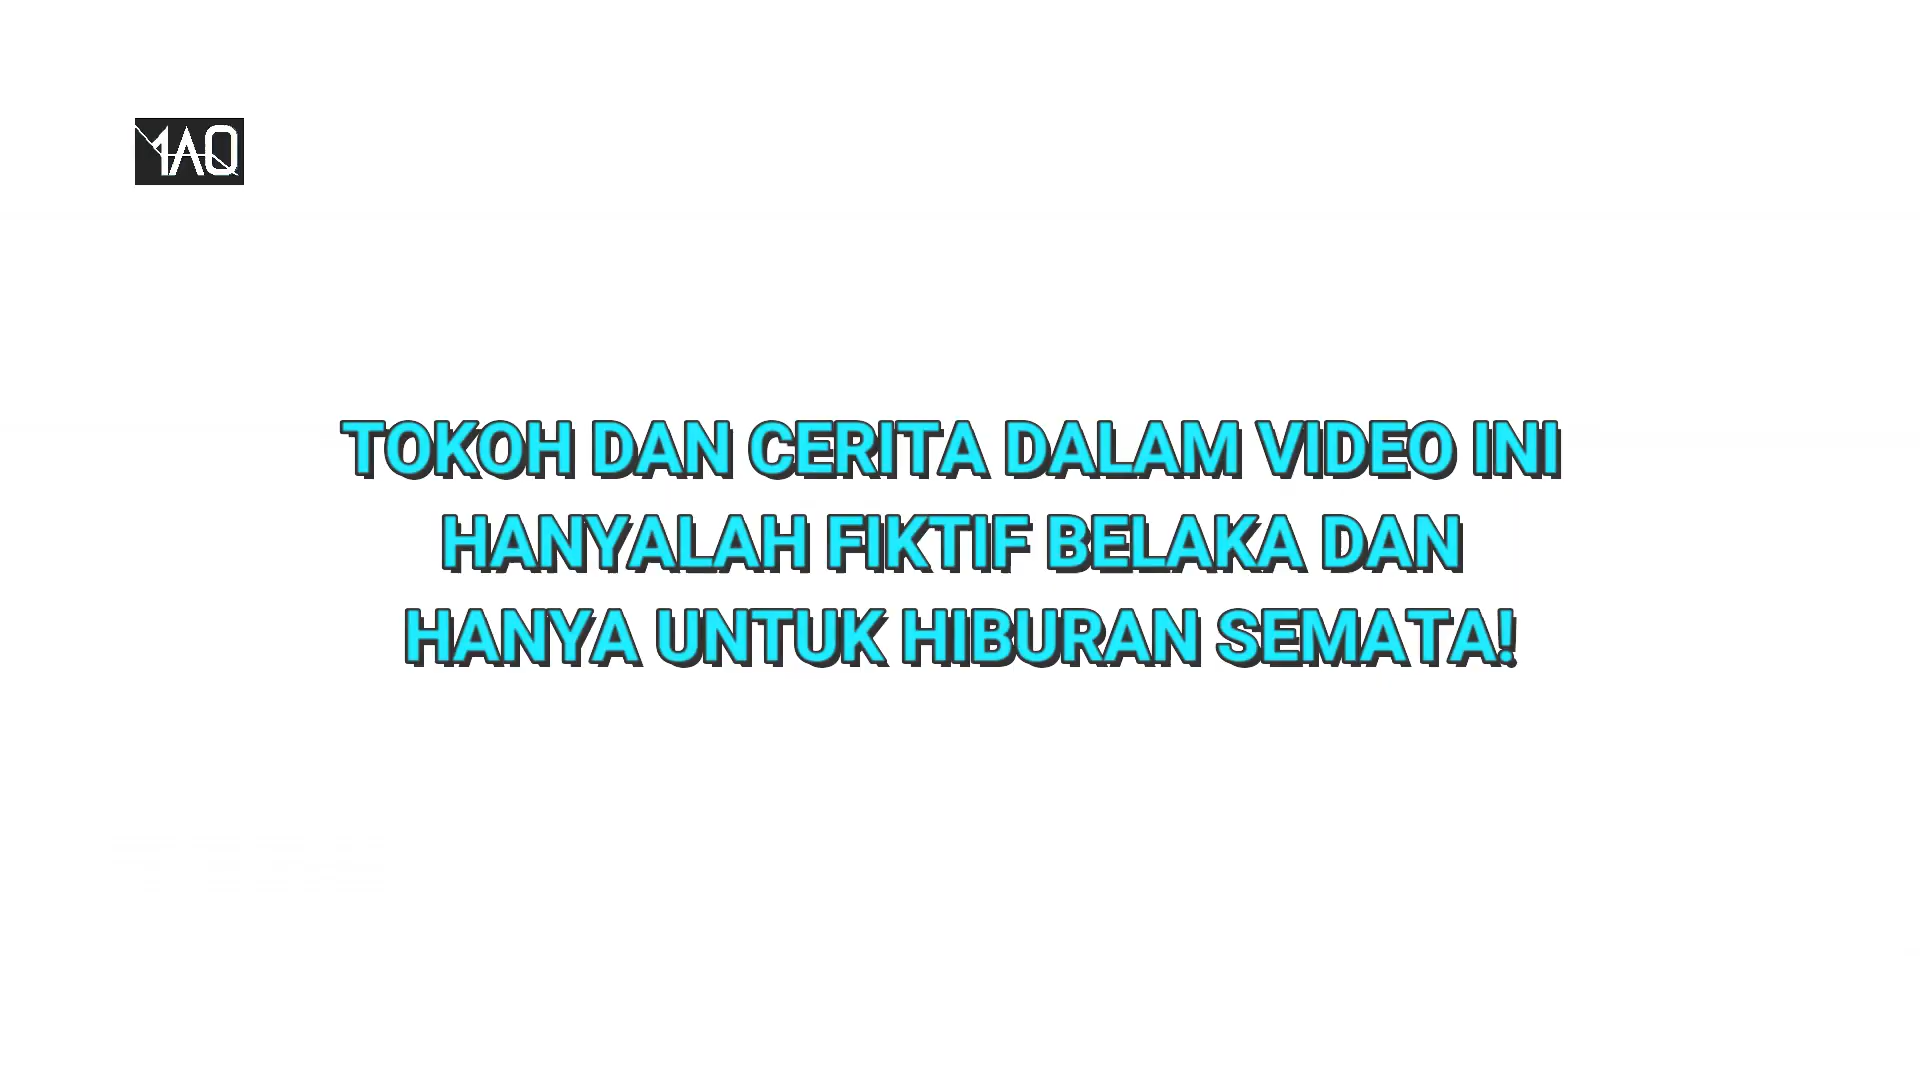 MAQ
TOKOH DAN CERITA DALAM VIDEO INI
HANYALAH FIKTIF BELAKA DAN
HANYA UNTUK HIBURAN SEMATA!